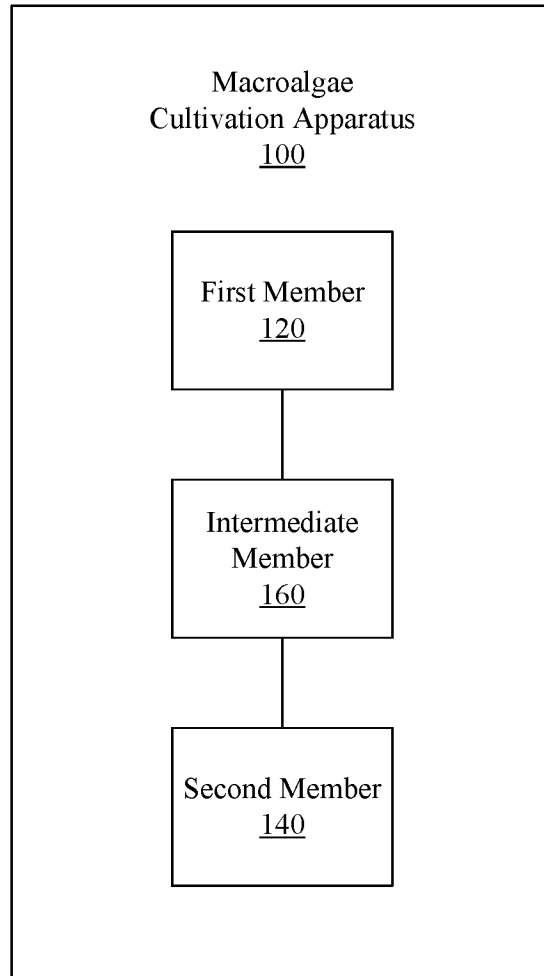 Macroalgae
Cultivation Apparatus
100
First Member
120
Intermediate
Member
160
Second Member
140